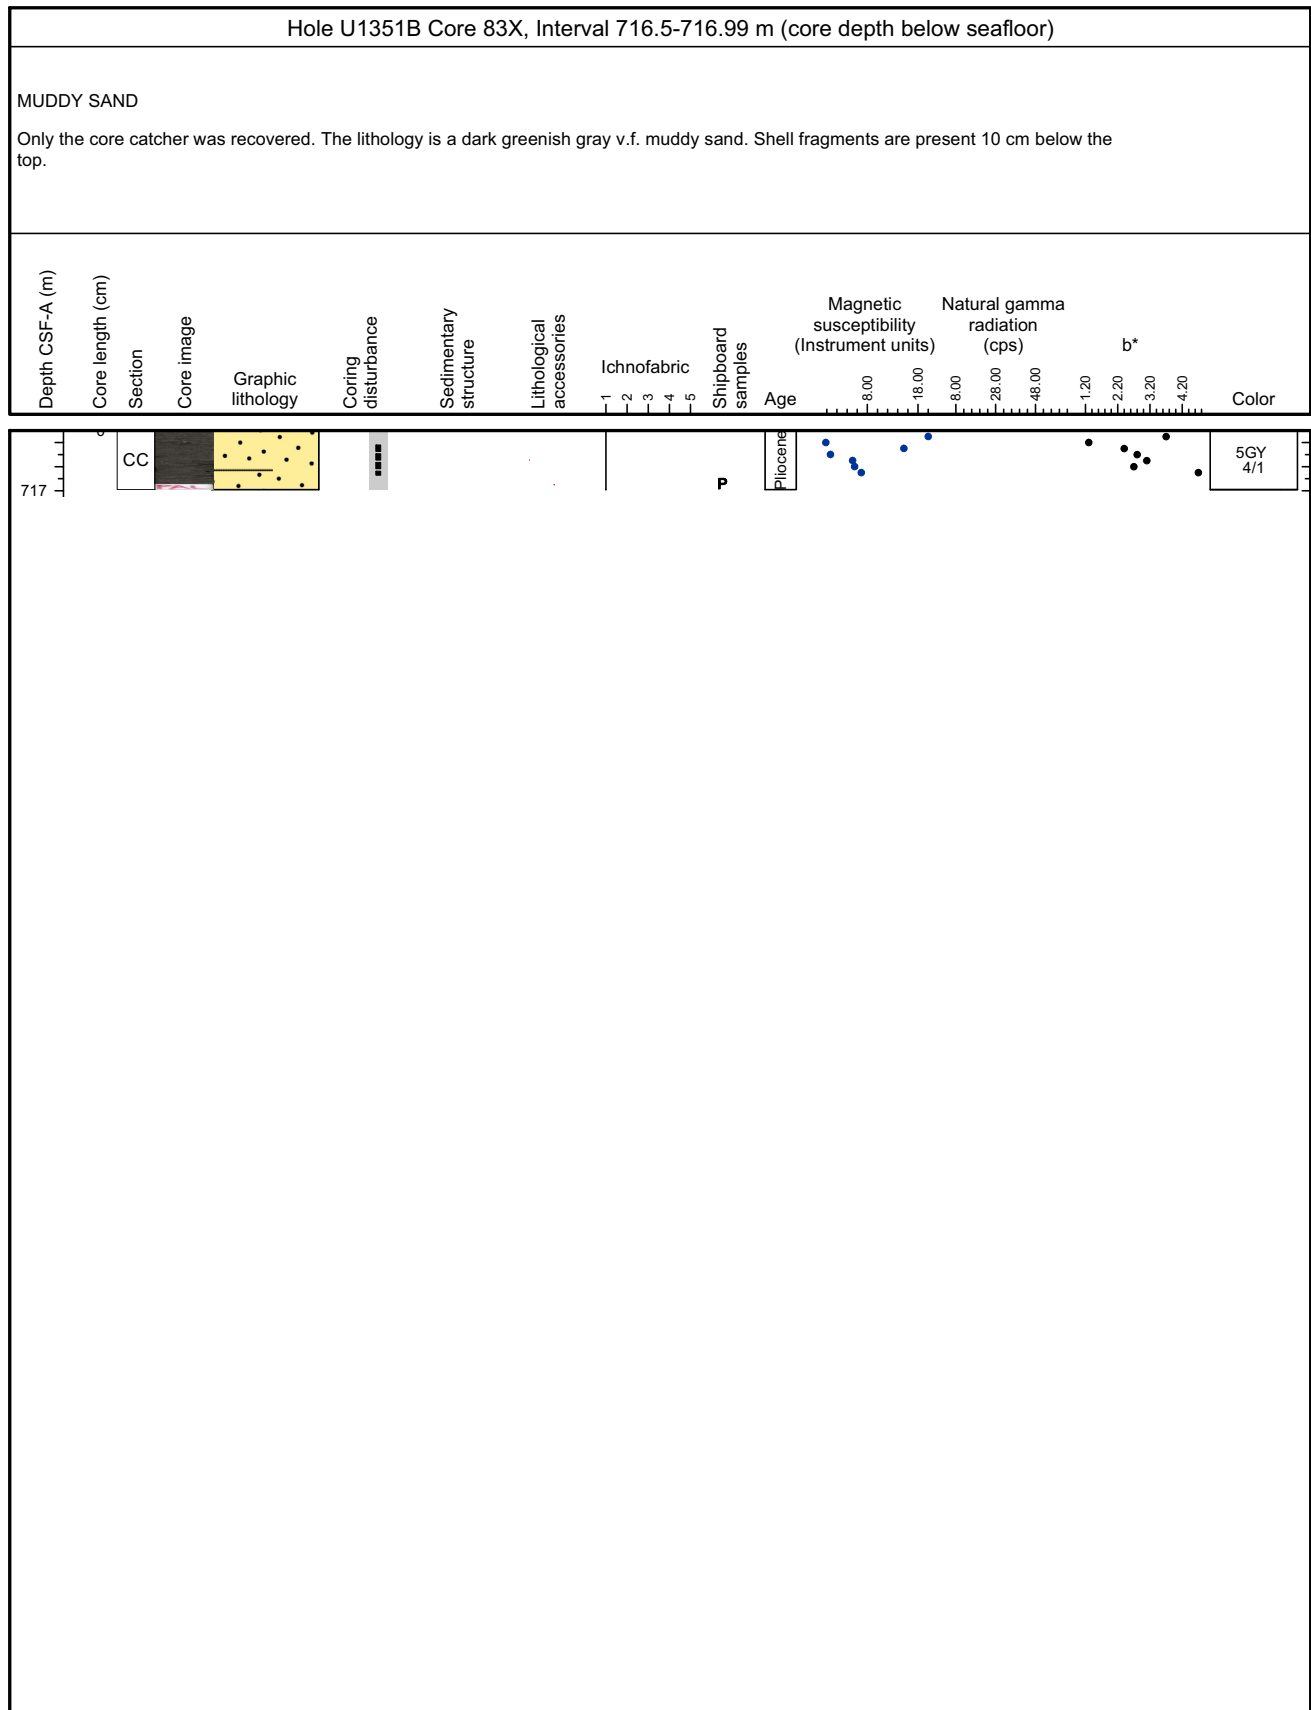 Hole U1351B Core 83X, Interval 716.5-716.99 m (core depth below seafloor)
MUDDY SAND
Only the core catcher was recovered. The lithology is a dark greenish gray v.f. muddy sand. Shell fragments are present 10 cm below the
top.
Depth CSF-A (m)
Core length (cm)
Section
Core image
Graphic
lithology
Coring
disturbance
Sedimentary
structure
Lithological
accessories
Ichnofabric
1 2 3 4 5
Shipboard
samples
Age
Magnetic
susceptibility
(Instrument units)
8.00 18.00
Natural gamma
radiation
(cps)
8.00 28.00 48.00
b*
1.20 2.20 3.20 4.20
Color
CC
717
P
Pliocene
5GY
4/1